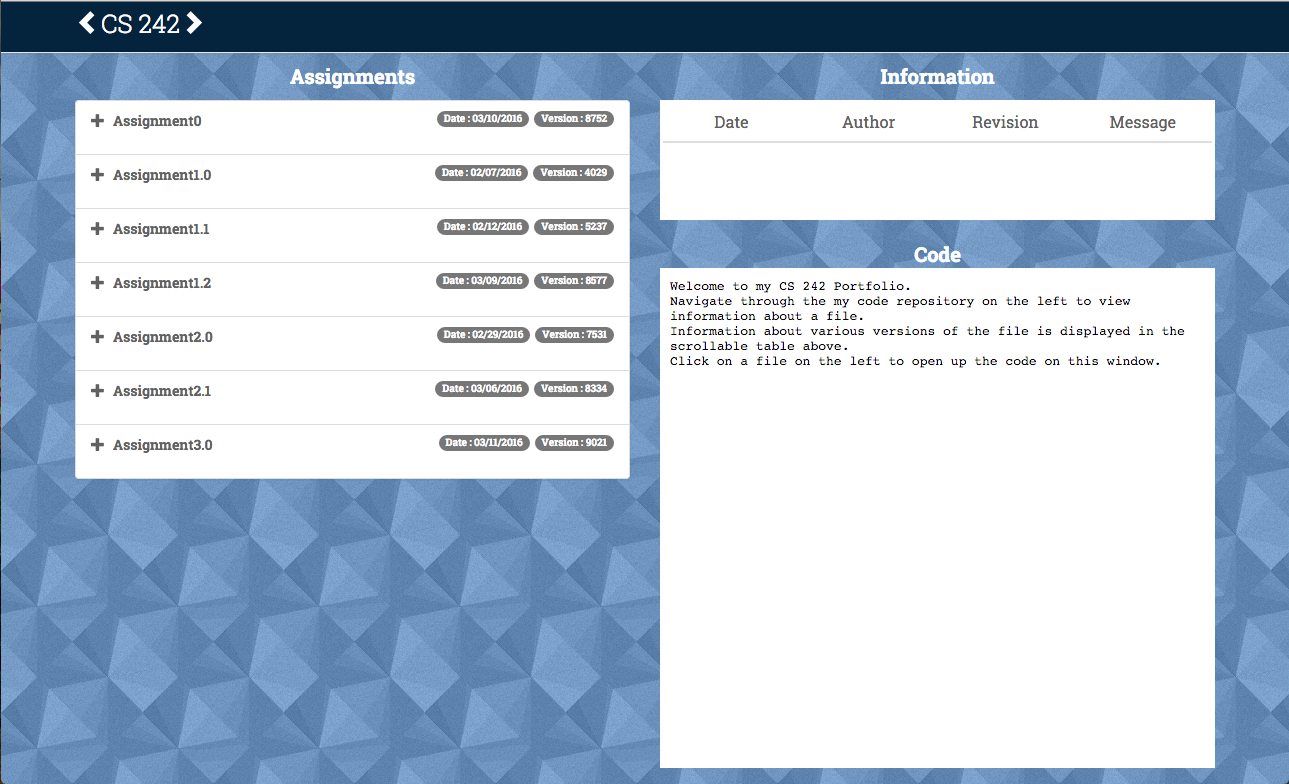 CS 242
Assignments
Assignment0 Date : 03/10/2016 Version : 8752
Assignment1.0 Date : 02/07/2016 Version : 4029
Assignment1.1 Date : 02/12/2016 Version : 5237
Assignment1.2 Date : 03/09/2016 Version : 8577
Assignment2.0 Date : 02/29/2016 Version : 7531
Assignment2.1 Date : 03/06/2016 Version : 8334
Assignment3.0 Date : 03/11/2016 Version : 9021
Information
Date Author Revision Message
Code
Welcome to my CS 242 Portfolio.
Navigate through the my code repository on the left to view
information about a file.
Information about various versions of the file is displayed in the
scrollable table above.
Click on a file on the left to open up the code on this window.